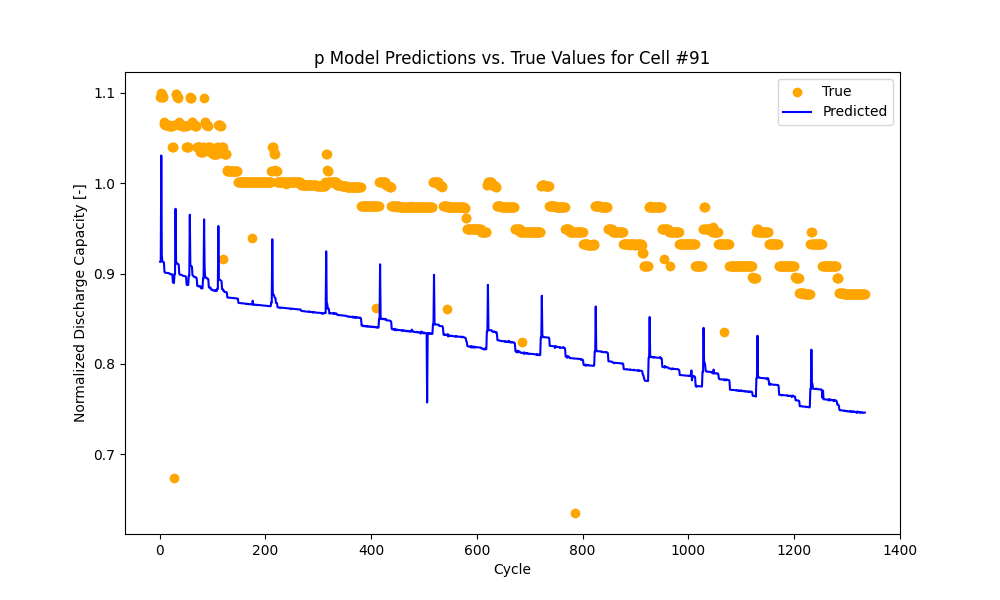 p Model Predictions vs. True Values for Cell #91
True
Predicted
Normalized Discharge Capacity [-]
1.1
1.0
0.9
0.8
0.7
0 200 400 600 800 1000 1200 1400
Cycle